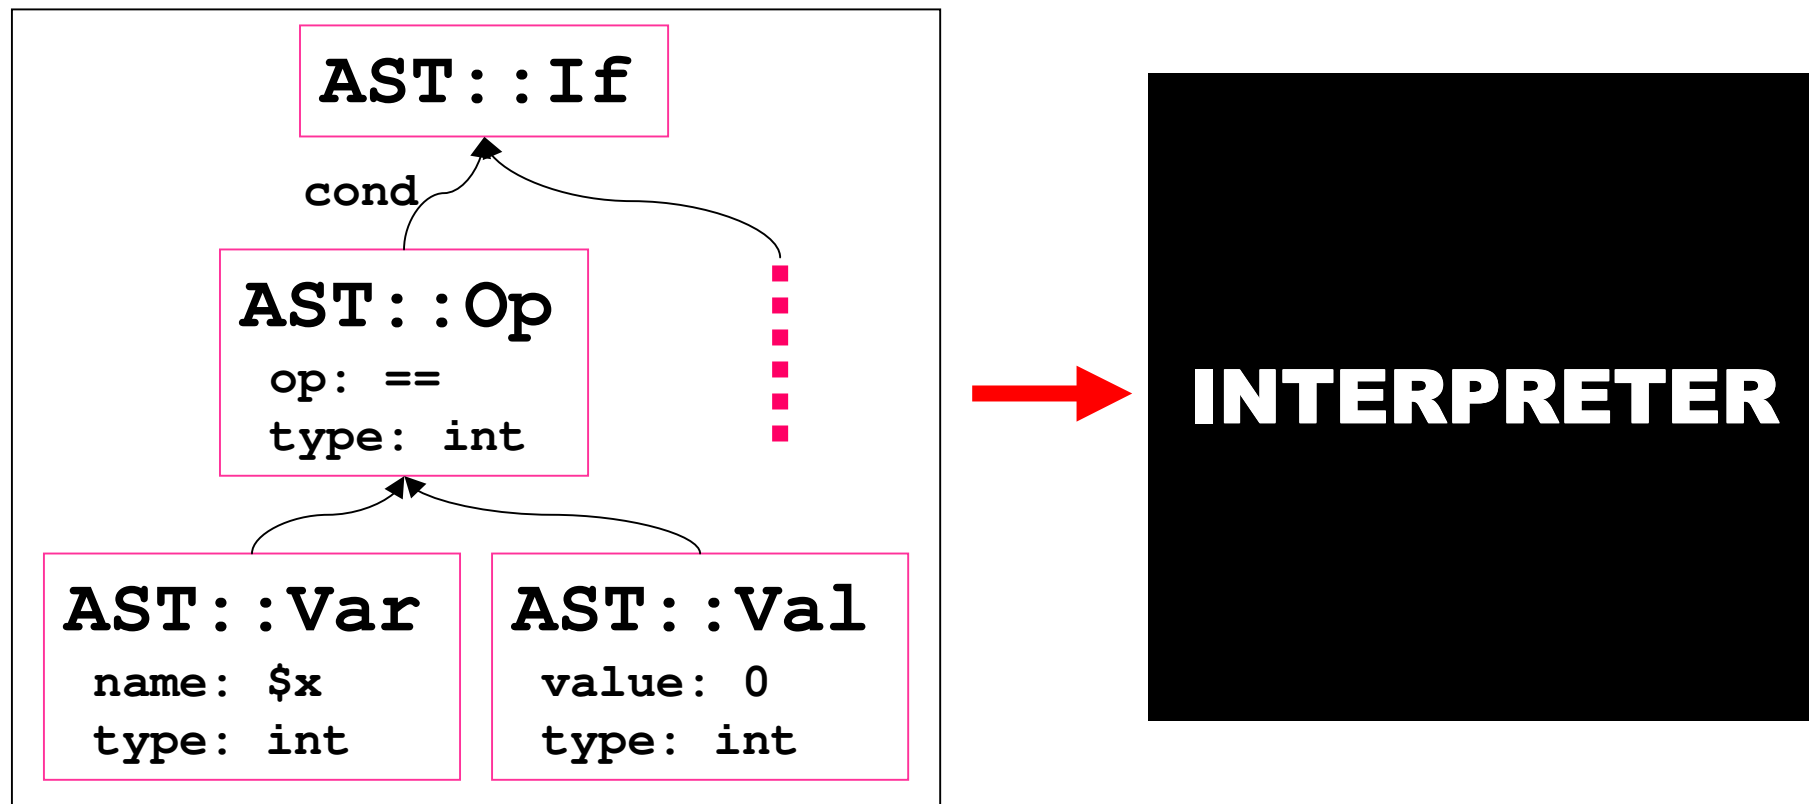 AST::If
cond
AST::Op
op: ==
type: int
AST::Var
name: $x
type: int
AST::Val
value: 0
type: int
INTERPRETER